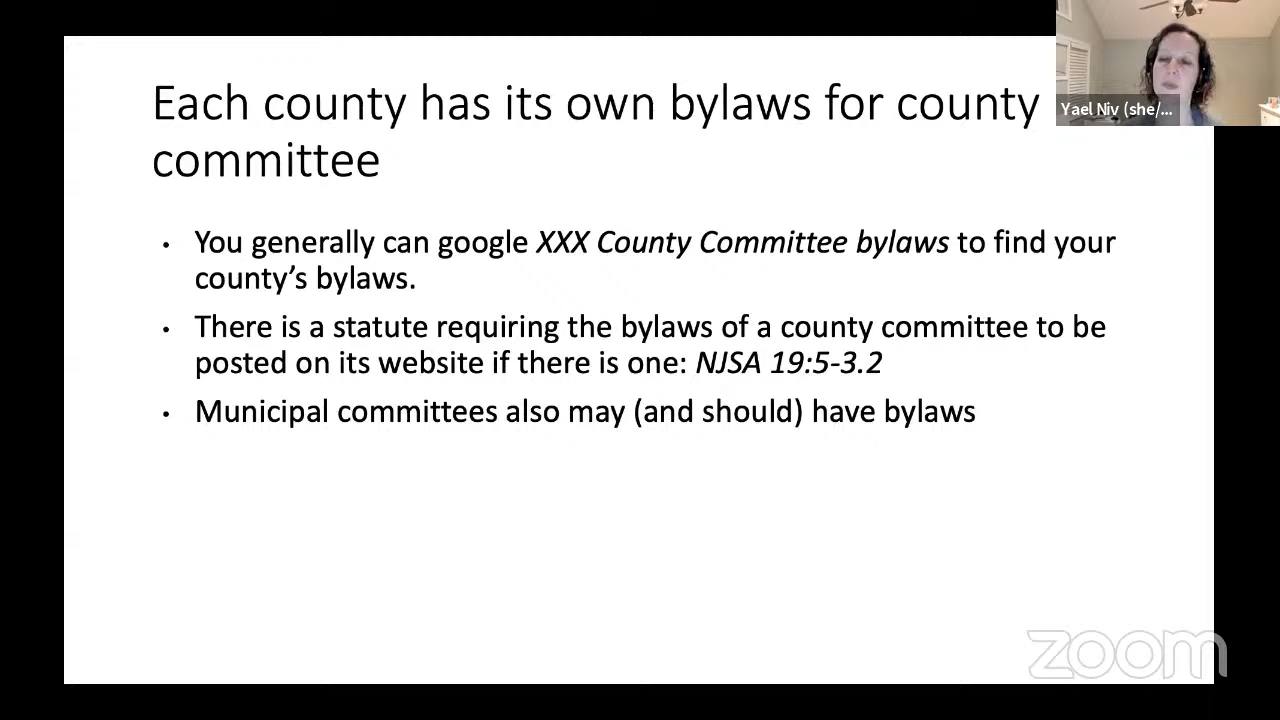 Each county has its own bylaws for county
committee
Yael Niv (she/...
• You generally can google XXX County Committee bylaws to find your
county’s bylaws.
• There is a statute requiring the bylaws of a county committee to be
posted on its website if there is one: NJSA 19:5-3.2
• Municipal committees also may (and should) have bylaws
zoom